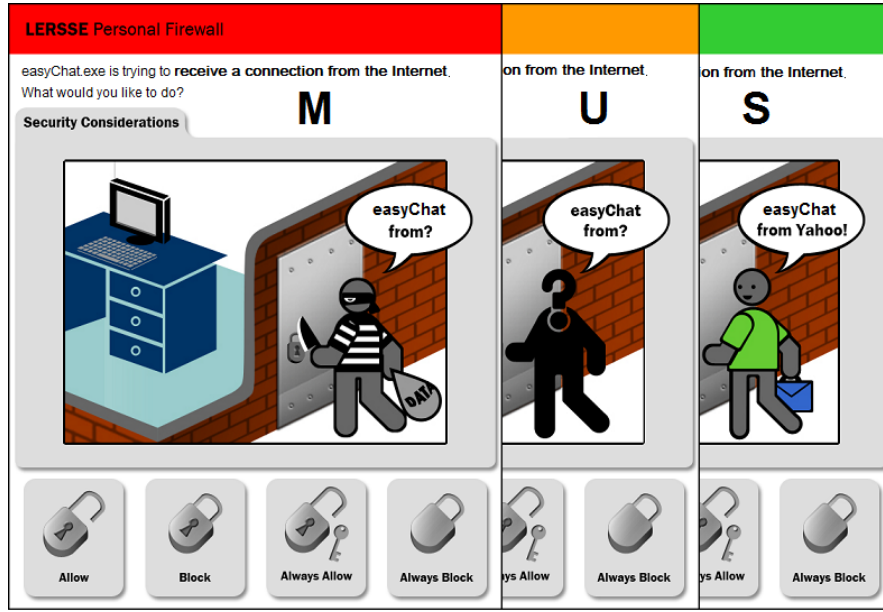 LERSSE Personal Firewall
easyChat.exe is trying to receive a connection from the Internet.
What would you like to do?
M
Security Considerations
easyChat
from?
DATA
Allow
Block
Always Allow
Always Block
on from the Internet.
U
easyChat
from?
ys Allow
Always Block
ion from the Internet.
S
easyChat
from Yahoo!
ys Allow
Always Block